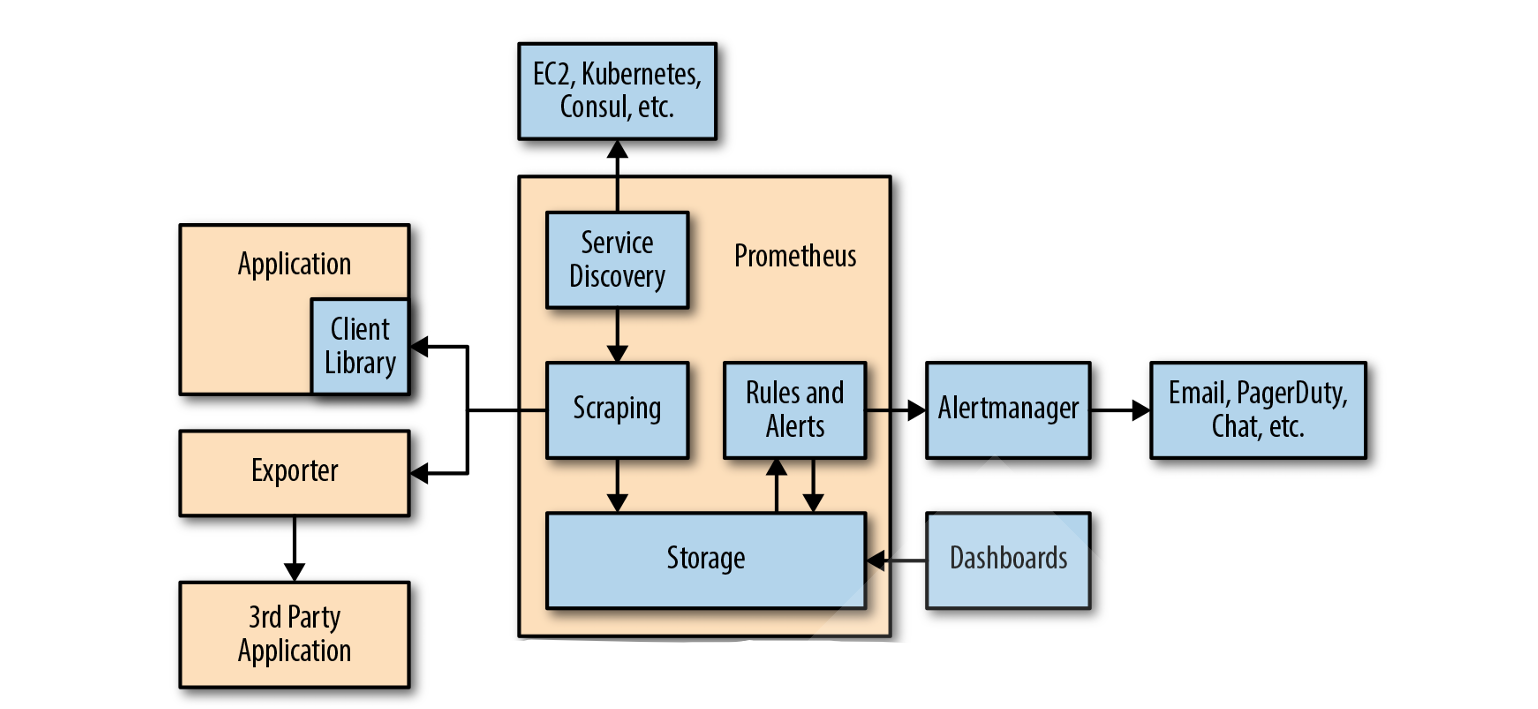 EC2, Kubernetes,
Consul, etc.
Service
Discovery
Prometheus
Application
Client
Library
Scraping
Rules and
Alerts
Alertmanager
Email, PagerDuty,
Chat, etc.
Exporter
Storage
Dashboards
3rd Party
Application